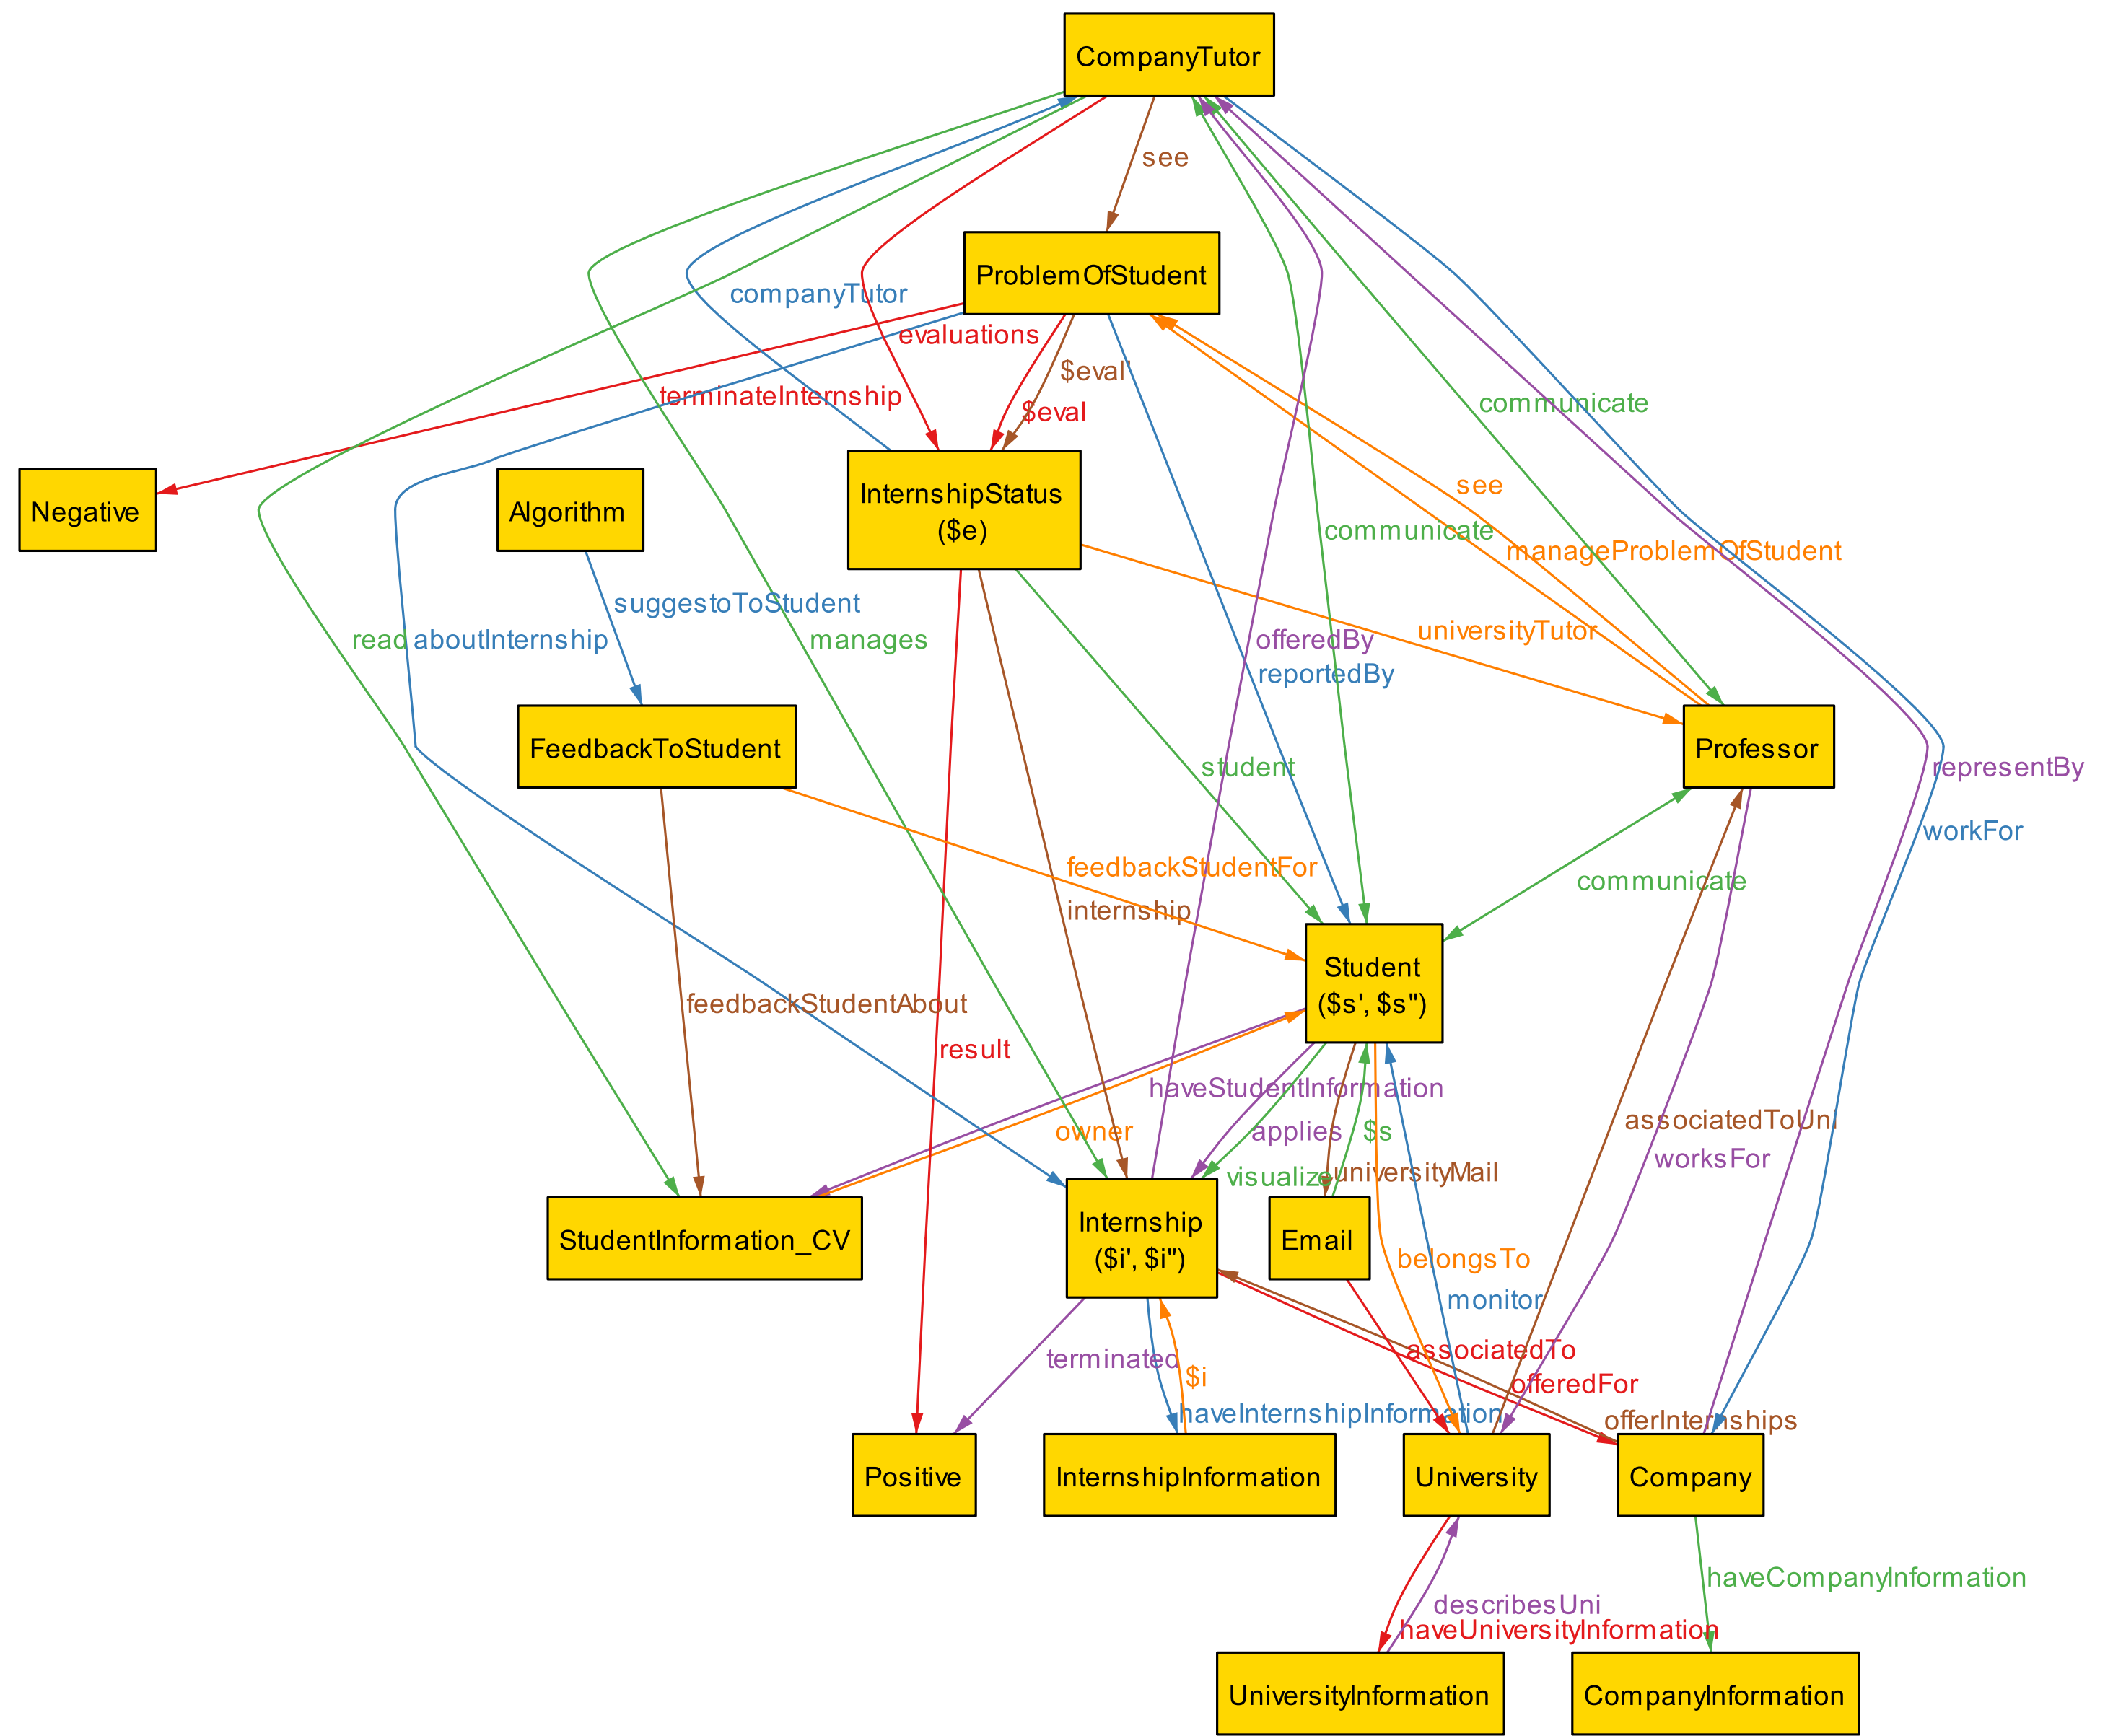 CompanyTutor
see
ProblemOfStudent
companyTutor
evaluations
$eval'
terminateInternship
$eval
communicate
see
Negative
Algorithm
InternshipStatus
($e)
communicate
manageProblemOfStudent
suggestoToStudent
read
aboutInternship
manages
offeredBy
universityTutor
reportedBy
FeedbackToStudent
Professor
student
representBy
workFor
feedbackStudentFor
communicate
internship
Student
($s', $s")
feedbackStudentAbout
result
haveStudentInformation
owner
applies
$s
associatedToUni
worksFor
visualize
universityMail
StudentInformation_CV
Internship
($i', $i")
Email
belongsTo
monitor
terminated
$i
associatedTo
offeredFor
haveInternshipInformation
offerInternships
Positive
InternshipInformation
University
Company
haveCompanyInformation
describesUni
haveUniversityInformation
UniversityInformation
CompanyInformation